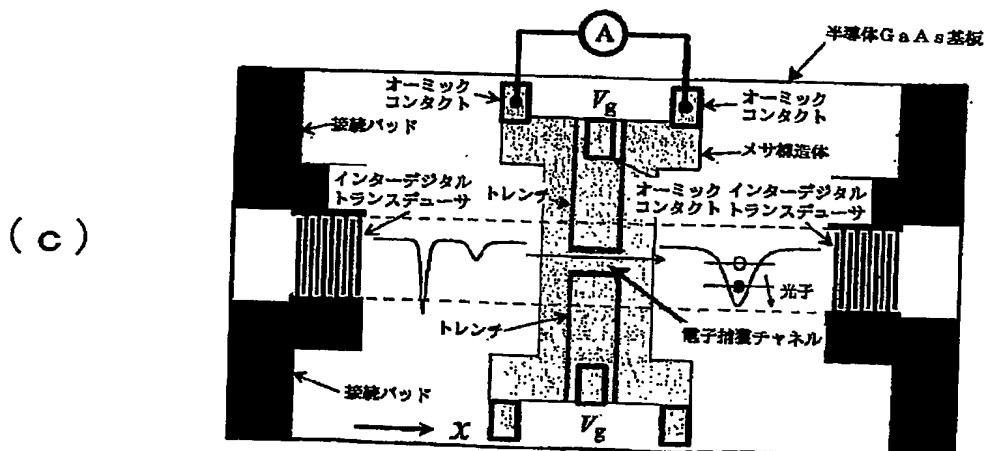 A
半導体GaAs基板
オーミック
コンタクト
Vg
オーミック
コンタクト
接続パッド
メサ構造体
インターデジタル
トランスデューサ
トレンチ
オーミック
コンタクト
インターデジタル
トランスデューサ
(c)
光子
トレンチ
電子捕獲チャネル
接続パッド
x
Vg